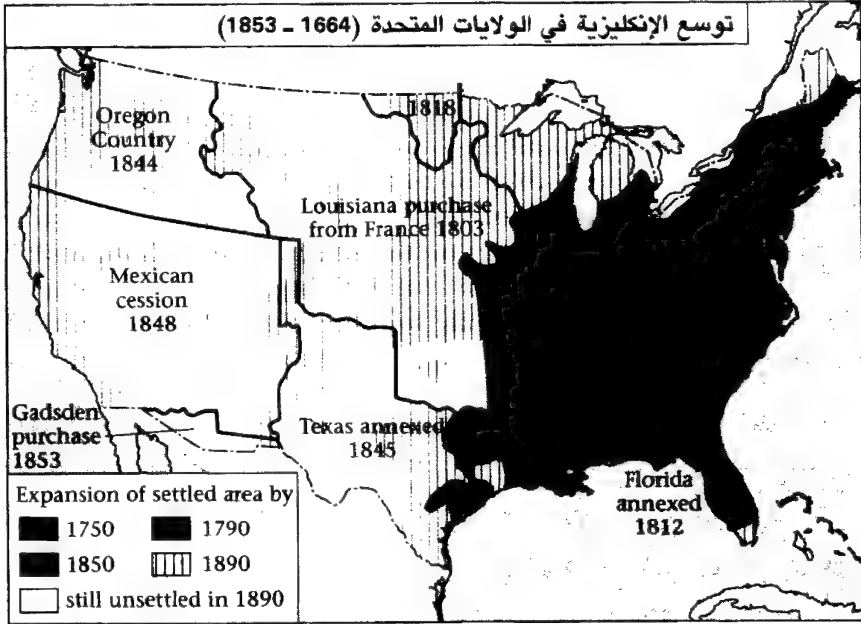 توسع الإنكليزية في الولايات المتحدة (1664 – 1853)
1818
Oregon
Country
1844
Louisiana purchase
from France 1803
Mexican
cession
1848
Gadsden
purchase
1853
Texas annexed
1845
Florida
annexed
1812
Expansion of settled area by
1750
1790
1850
1890
still unsettled in 1890